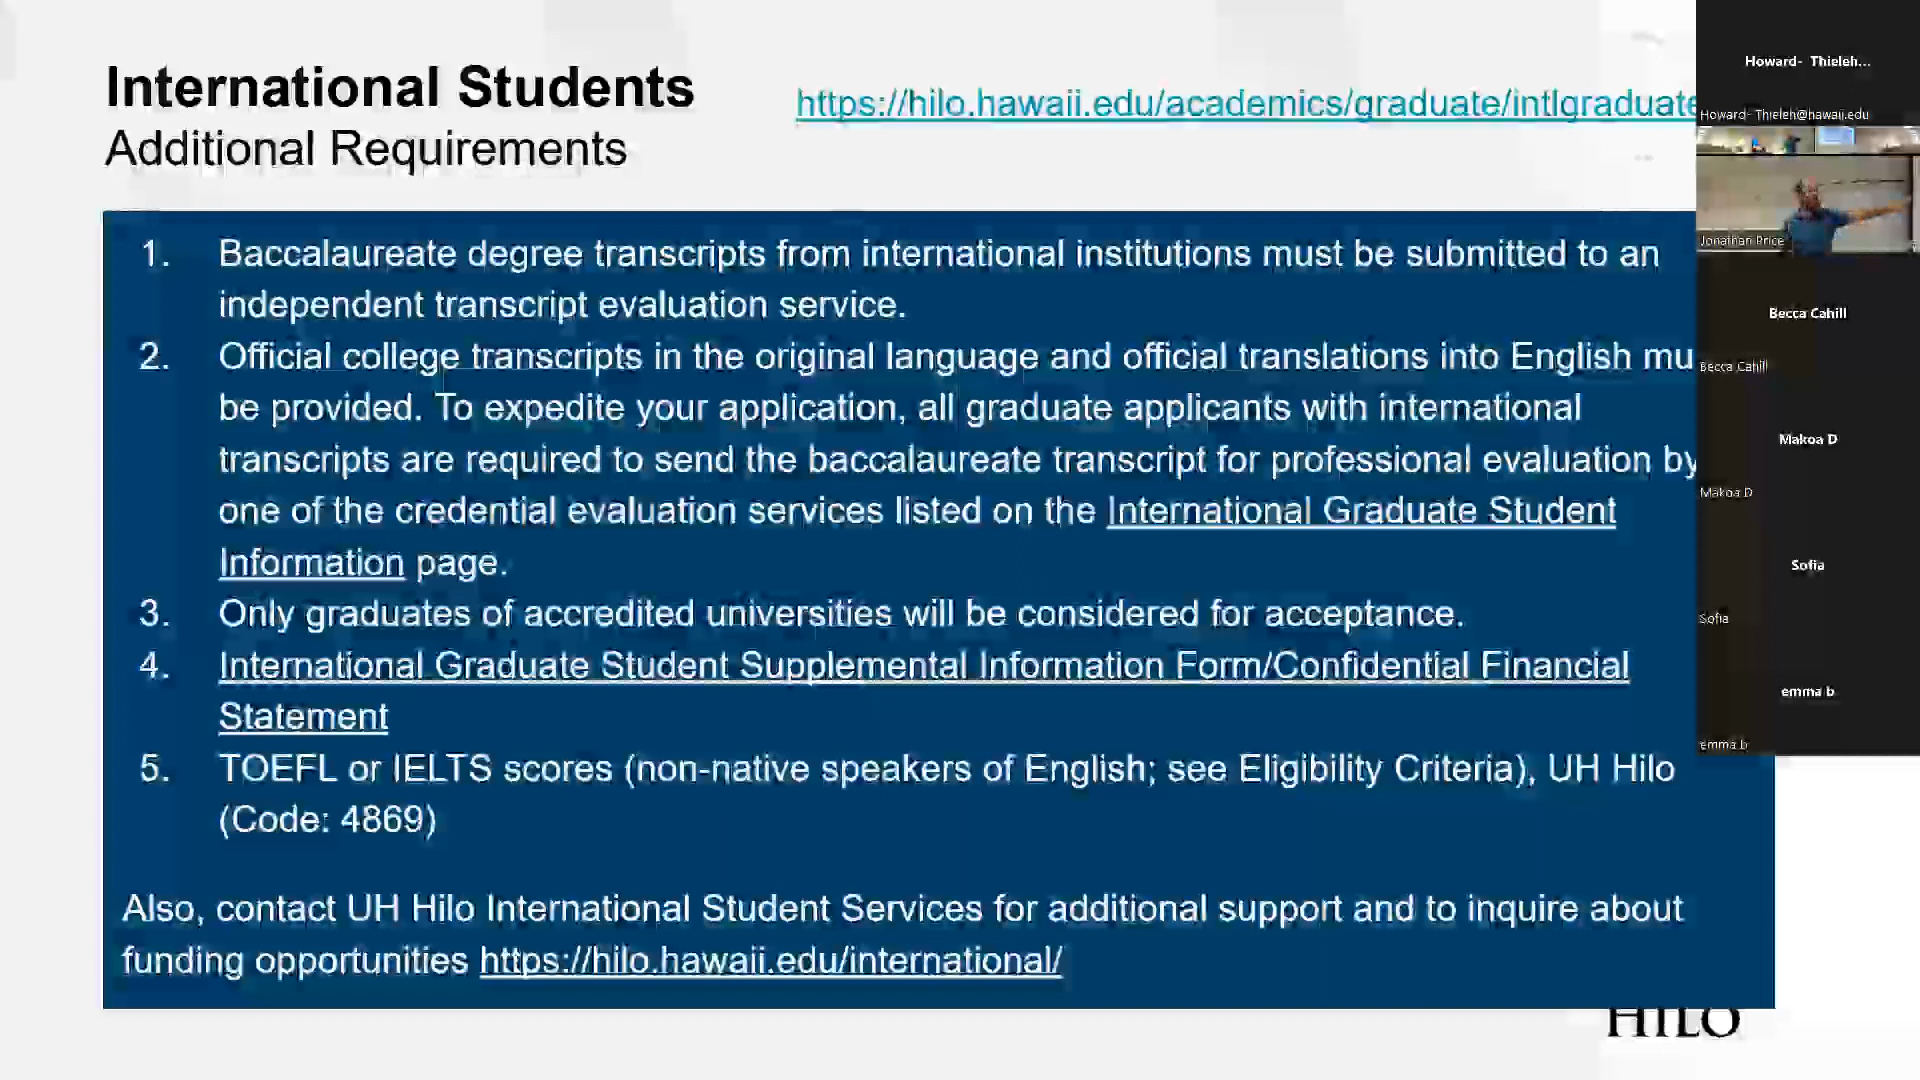 International Students
Additional Requirements
https://hilo.hawaii.edu/academics/graduate/intlgraduate
1. Baccalaureate degree transcripts from international institutions must be submitted to an
independent transcript evaluation service.
2. Official college transcripts in the original language and official translations into English mu
be provided. To expedite your application, all graduate applicants with international
transcripts are required to send the baccalaureate transcript for professional evaluation by
one of the credential evaluation services listed on the International Graduate Student
Information page.
3. Only graduates of accredited universities will be considered for acceptance.
4. International Graduate Student Supplemental Information Form/Confidential Financial
Statement
5. TOEFL or IELTS scores (non-native speakers of English; see Eligibility Criteria), UH Hilo
(Code: 4869)
Also, contact UH Hilo International Student Services for additional support and to inquire about
funding opportunities https://hilo.hawaii.edu/international/
HILO
Howard- Thieleh...
Howard- Thieleh@hawaii.edu
Jonathan Price
Becca Cahill
Becca Cahill
Makoa D
Makoa D
Sofia
Sofia
emma b
emma b